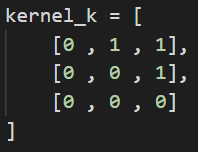 kernel_k = [
    [0 , 1 , 1],
    [0 , 0 , 1],
    [0 , 0 , 0]
]